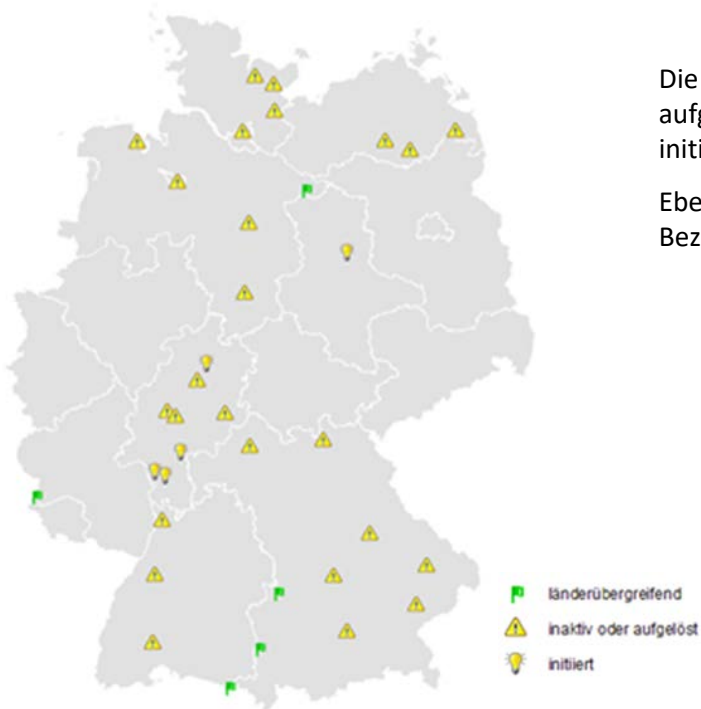 Die
aufg
initi
Ebe
Bez
länderübergreifend
inaktiv oder aufgelöst
initiiert